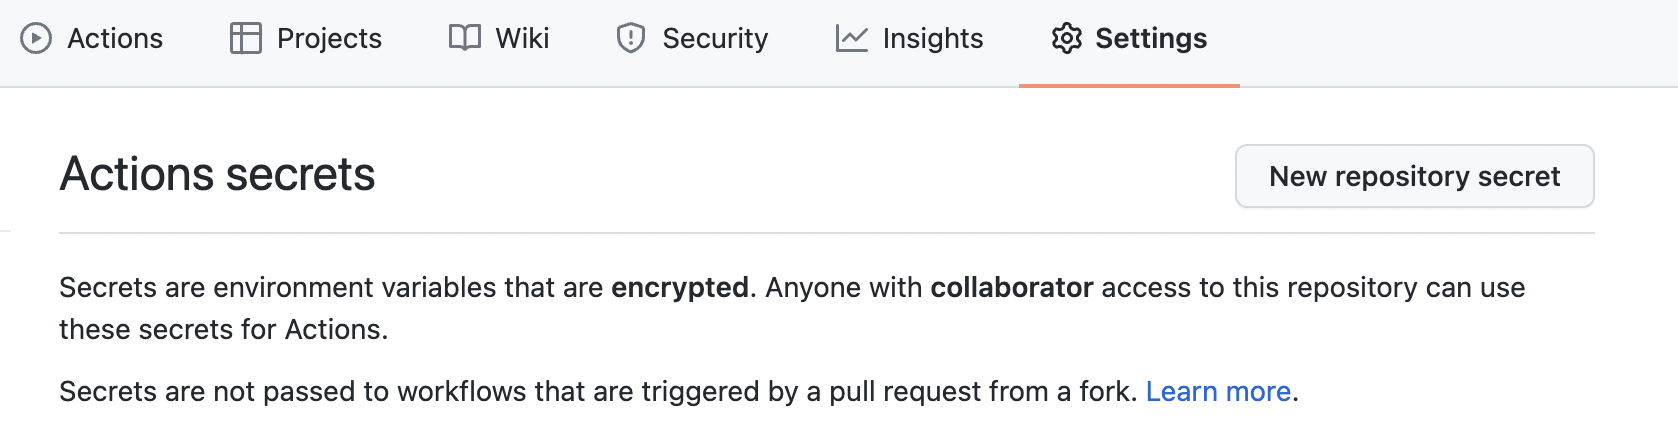 Actions Projects Wiki Security Insights Settings
Actions secrets
New repository secret
Secrets are environment variables that are encrypted. Anyone with collaborator access to this repository can use
these secrets for Actions.
Secrets are not passed to workflows that are triggered by a pull request from a fork. Learn more.